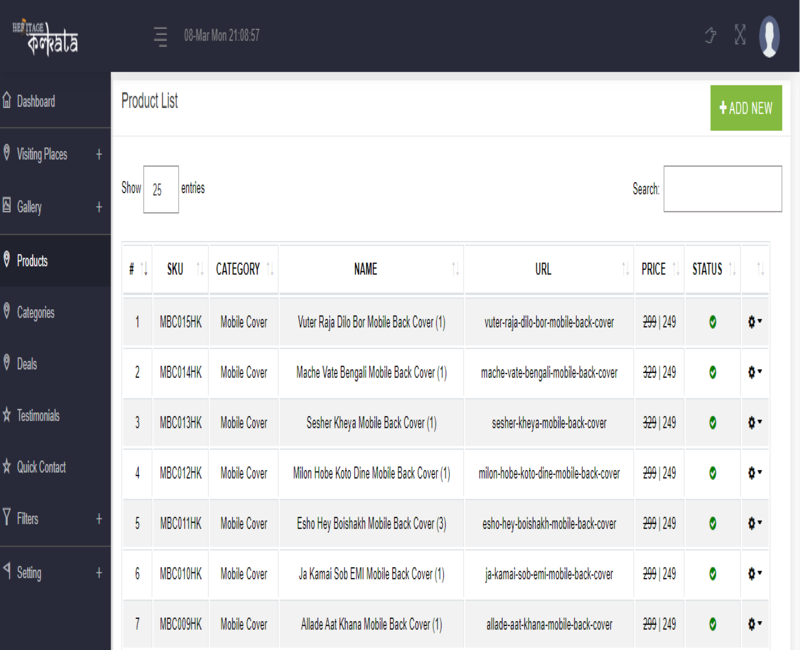 HERITAGE
কলকাতা
08-Mar Mon 21:08:57
Dashboard
Visiting Places +
Gallery +
Products
Categories
Deals
Testimonials
Quick Contact
Filters +
Setting +
Product List
+ ADD NEW
Show 25 entries
Search:
# SKU CATEGORY NAME URL PRICE STATUS
1 MBC015HK Mobile Cover Vuter Raja Dilo Bor Mobile Back Cover (1) vuter-raja-dilo-bor-mobile-back-cover 299 | 249
2 MBC014HK Mobile Cover Mache Vate Bengali Mobile Back Cover (1) mache-vate-bengali-mobile-back-cover 329 | 249
3 MBC013HK Mobile Cover Sesher Kheya Mobile Back Cover (1) sesher-kheya-mobile-back-cover 329 | 249
4 MBC012HK Mobile Cover Milon Hobe Koto Dine Mobile Back Cover (1) milon-hobe-koto-dine-mobile-back-cover 299 | 249
5 MBC011HK Mobile Cover Esho Hey Boishakh Mobile Back Cover (3) esho-hey-boishakh-mobile-back-cover 299 | 249
6 MBC010HK Mobile Cover Ja Kamai Sob EMI Mobile Back Cover (1) ja-kamai-sob-emi-mobile-back-cover 299 | 249
7 MBC009HK Mobile Cover Allade Aat Khana Mobile Back Cover (1) allade-aat-khana-mobile-back-cover 299 | 249